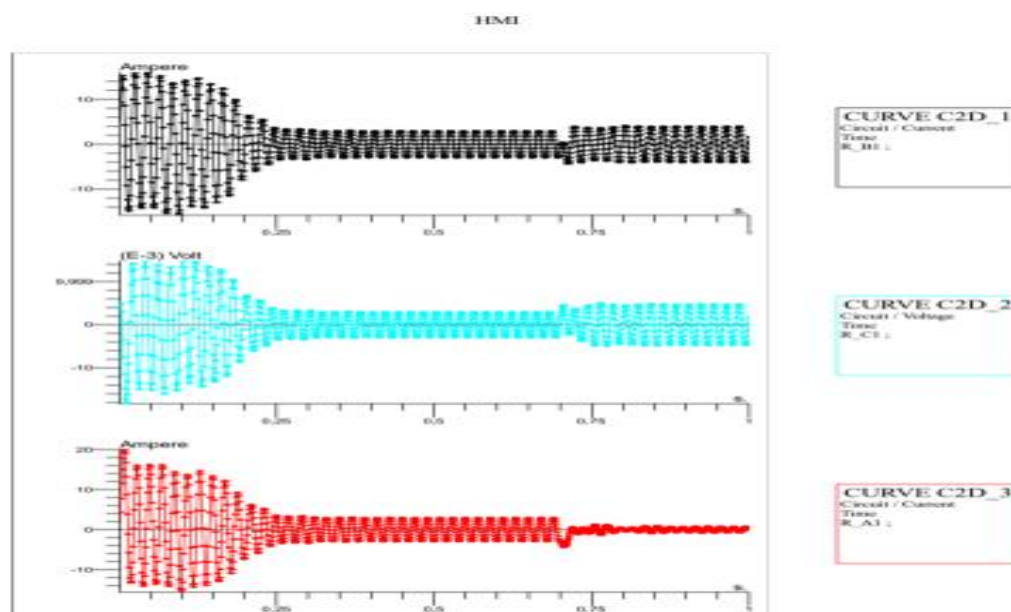 HMI
Ampere
10
0
-10
0,25
0,5
0,75
1
s.
CURVE C2D_1
Circuit / Current
Time
R_B1 ;
(E-3) Volt
9,999
0
-10
0,25
0,5
0,75
1
s.
CURVE C2D_2
Circuit / Voltage
Time
R_C1 ;
Ampere
20
10
0
-10
0,25
0,5
0,75
1
s.
CURVE C2D_3
Circuit / Current
Time
R_A1 ;